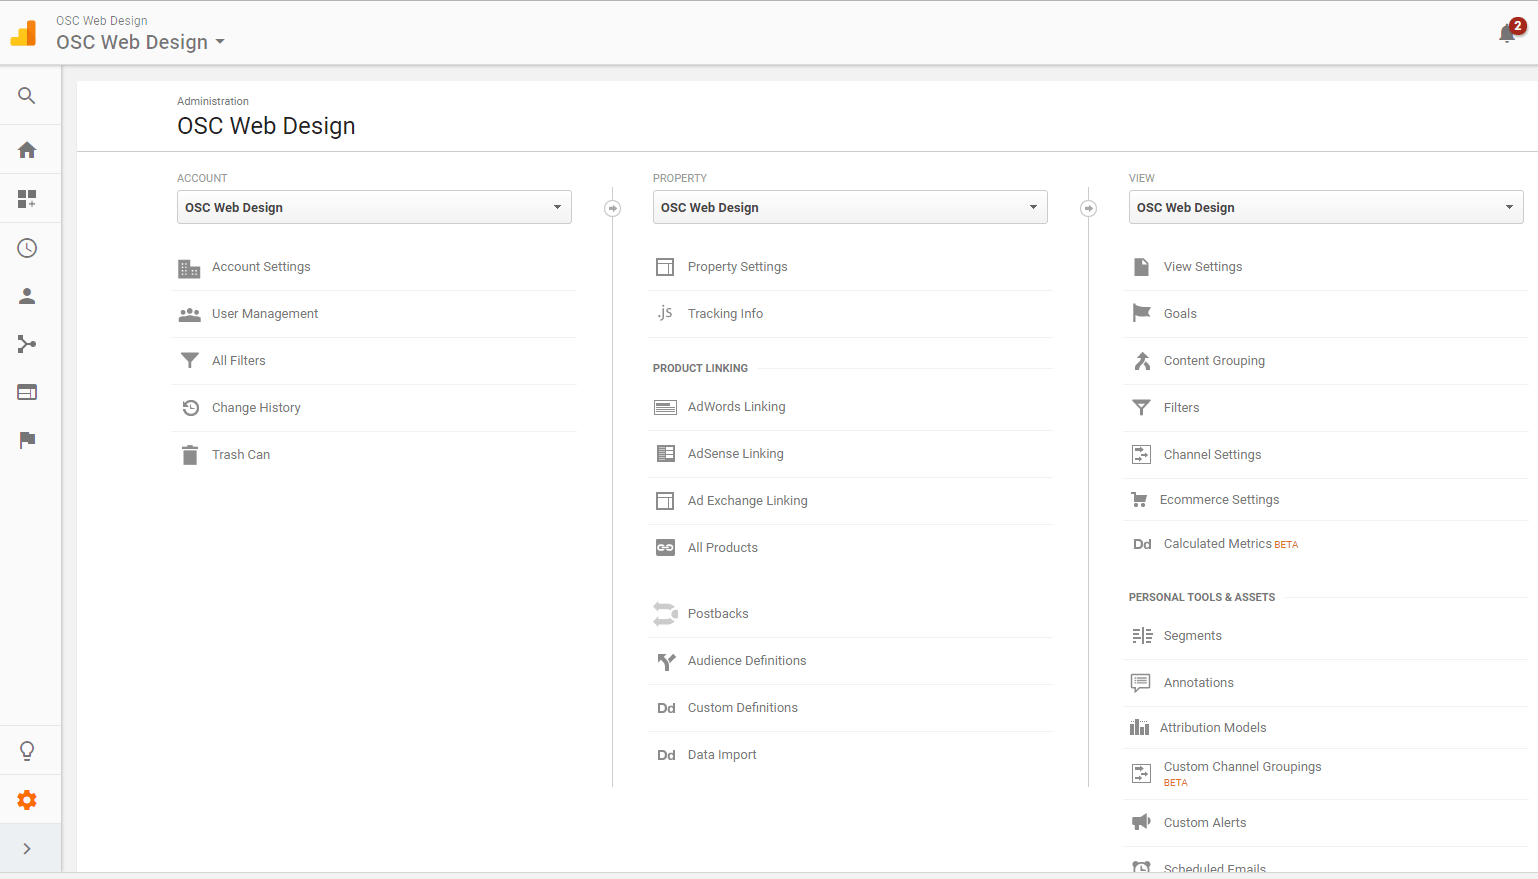 OSC Web Design
OSC Web Design
2
Administration
OSC Web Design
ACCOUNT
OSC Web Design
Account Settings
User Management
All Filters
Change History
Trash Can
PROPERTY
OSC Web Design
Property Settings
.js Tracking Info
PRODUCT LINKING
AdWords Linking
AdSense Linking
Ad Exchange Linking
All Products
Postbacks
Audience Definitions
Dd Custom Definitions
Dd Data Import
VIEW
OSC Web Design
View Settings
Goals
Content Grouping
Filters
Channel Settings
Ecommerce Settings
Dd Calculated Metrics BETA
PERSONAL TOOLS & ASSETS
Segments
Annotations
Attribution Models
Custom Channel Groupings
BETA
Custom Alerts
Scheduled Emails